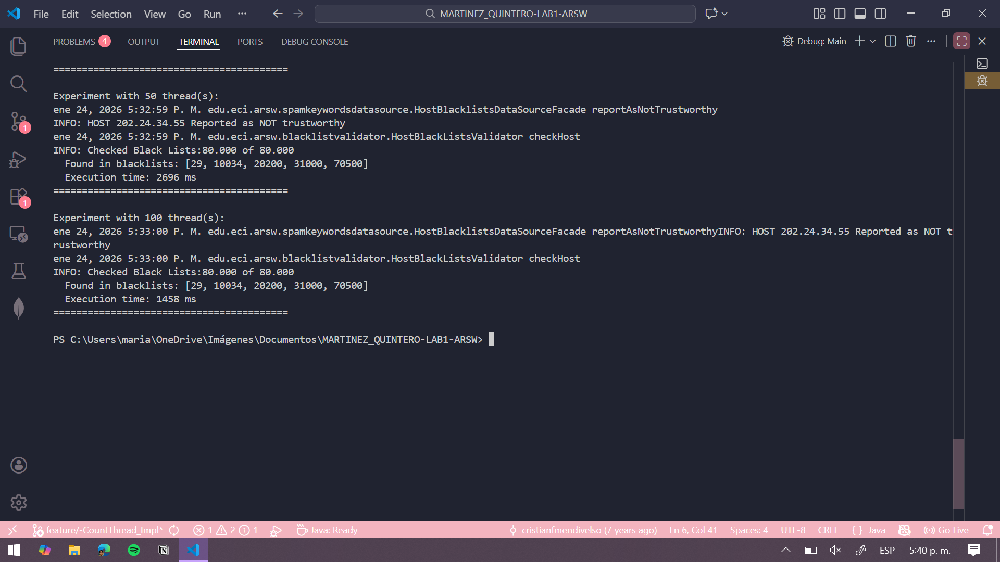 File Edit Selection View Go Run ··· MARTINEZ_QUINTERO-LAB1-ARSW
PROBLEMS 4 OUTPUT TERMINAL PORTS DEBUG CONSOLE Debug: Main
=========================================
Experiment with 50 thread(s):
ene 24, 2026 5:32:59 P. M. edu.eci.arsw.spamkeywordsdatasource.HostBlacklistsDataSourceFacade reportAsNotTrustworthy
INFO: HOST 202.24.34.55 Reported as NOT trustworthy
ene 24, 2026 5:32:59 P. M. edu.eci.arsw.blacklistvalidator.HostBlackListsValidator checkHost
INFO: Checked Black Lists:80.000 of 80.000
  Found in blacklists: [29, 10034, 20200, 31000, 70500]
  Execution time: 2696 ms
=========================================
Experiment with 100 thread(s):
ene 24, 2026 5:33:00 P. M. edu.eci.arsw.spamkeywordsdatasource.HostBlacklistsDataSourceFacade reportAsNotTrustworthyINFO: HOST 202.24.34.55 Reported as NOT t
rustworthy
ene 24, 2026 5:33:00 P. M. edu.eci.arsw.blacklistvalidator.HostBlackListsValidator checkHost
INFO: Checked Black Lists:80.000 of 80.000
  Found in blacklists: [29, 10034, 20200, 31000, 70500]
  Execution time: 1458 ms
=========================================
PS C:\Users\maria\OneDrive\Imágenes\Documentos\MARTINEZ_QUINTERO-LAB1-ARSW>
1
1
feature/-CountThread_Impl* 1 2 1 Java: Ready cristianfmendivelso (7 years ago) Ln 6, Col 41 Spaces: 4 UTF-8 CRLF { } Java Go Live
ESP 5:40 p. m.